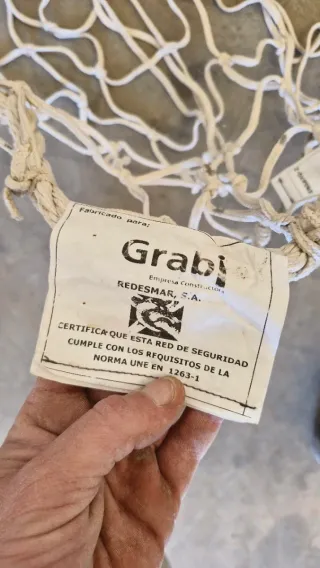 Fabricado para:
Grabi
Empresa Constructora
REDESMAR, S.A.
CERTIFICA QUE ESTA RED DE SEGURIDAD
CUMPLE CON LOS REQUISITOS DE LA
NORMA UNE EN 1263-1